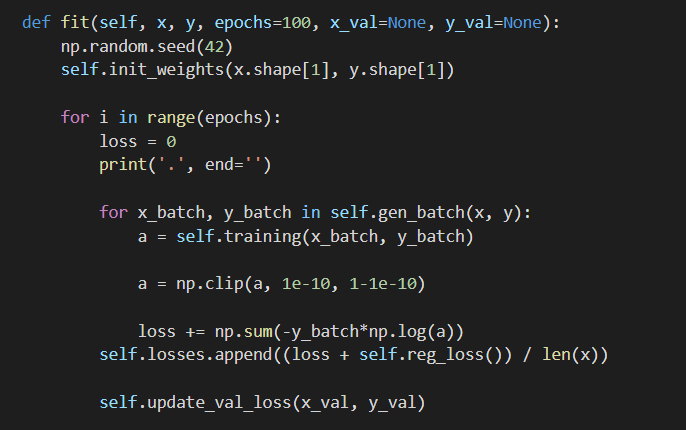 def fit(self, x, y, epochs=100, x_val=None, y_val=None):
    np.random.seed(42)
    self.init_weights(x.shape[1], y.shape[1])

    for i in range(epochs):
        loss = 0
        print('.', end='')

        for x_batch, y_batch in self.gen_batch(x, y):
            a = self.training(x_batch, y_batch)

            a = np.clip(a, 1e-10, 1-1e-10)

            loss += np.sum(-y_batch*np.log(a))
        self.losses.append((loss + self.reg_loss()) / len(x))

        self.update_val_loss(x_val, y_val)